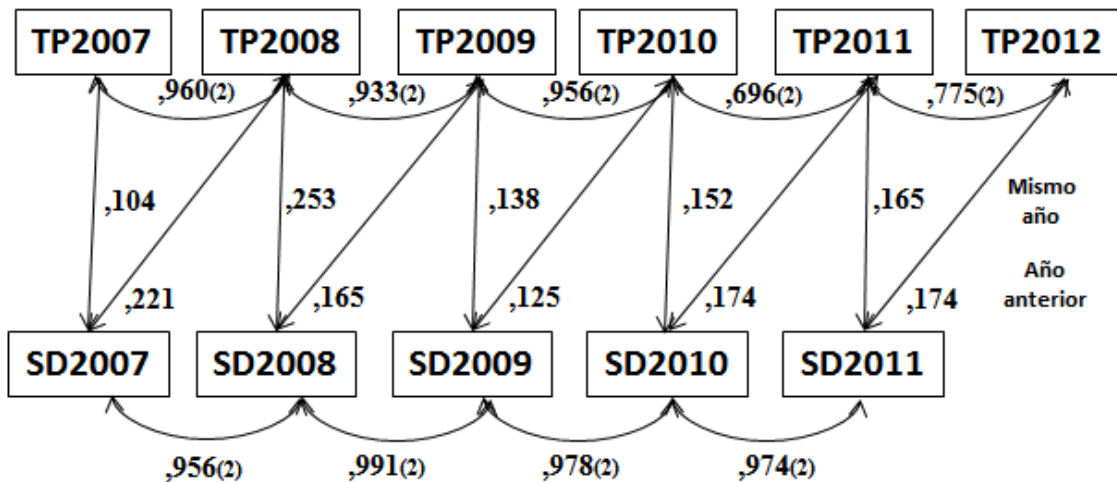 TP2007 TP2008 TP2009 TP2010 TP2011 TP2012
,960(2) ,933(2) ,956(2) ,696(2) ,775(2)
,104 ,253 ,138 ,152 ,165 Mismo
año
,221 ,165 ,125 ,174 ,174 Año
anterior
SD2007 SD2008 SD2009 SD2010 SD2011
,956(2) ,991(2) ,978(2) ,974(2)